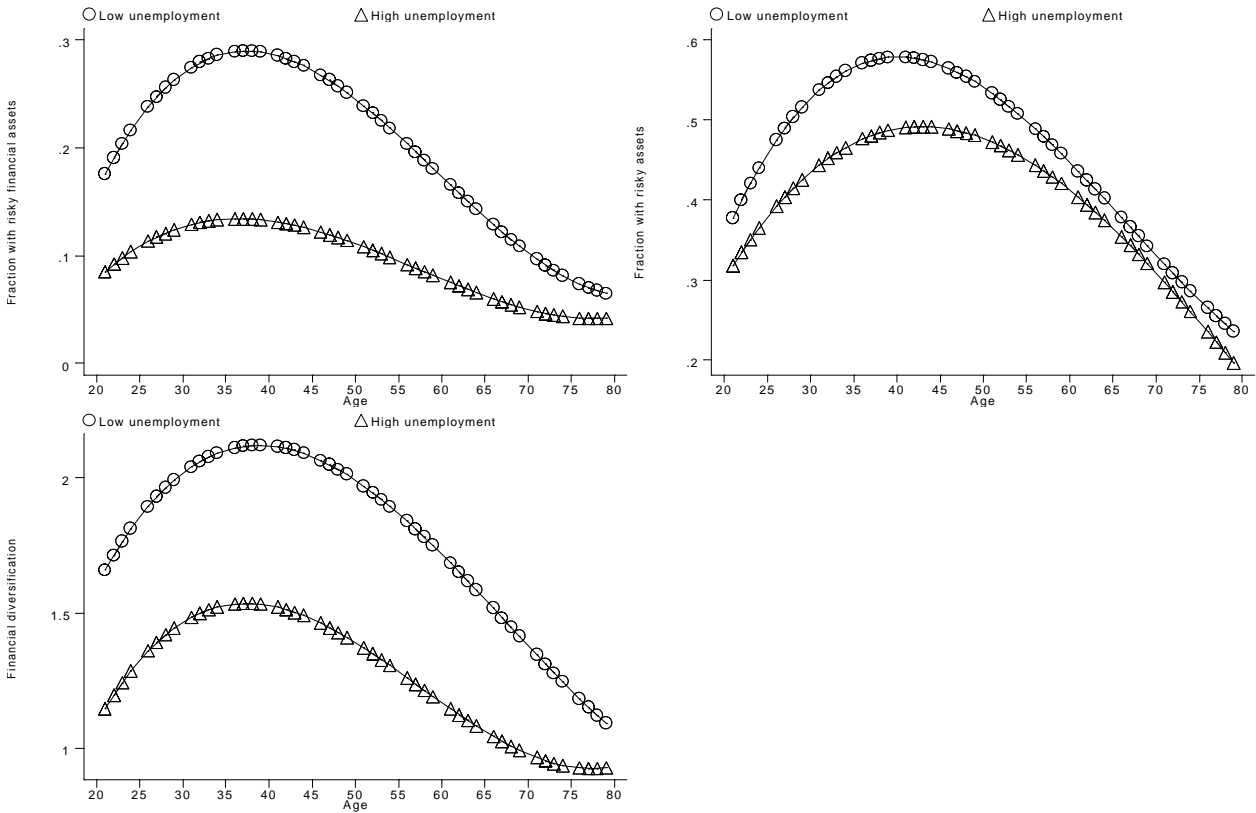 Low unemployment High unemployment
Fraction with risky financial assets
.3
.2
.1
0
20 25 30 35 40 45 50 55 60 65 70 75 80
Age
Low unemployment High unemployment
Fraction with risky assets
.6
.5
.4
.3
.2
20 25 30 35 40 45 50 55 60 65 70 75 80
Age
Low unemployment High unemployment
Financial diversification
2
1.5
1
20 25 30 35 40 45 50 55 60 65 70 75 80
Age